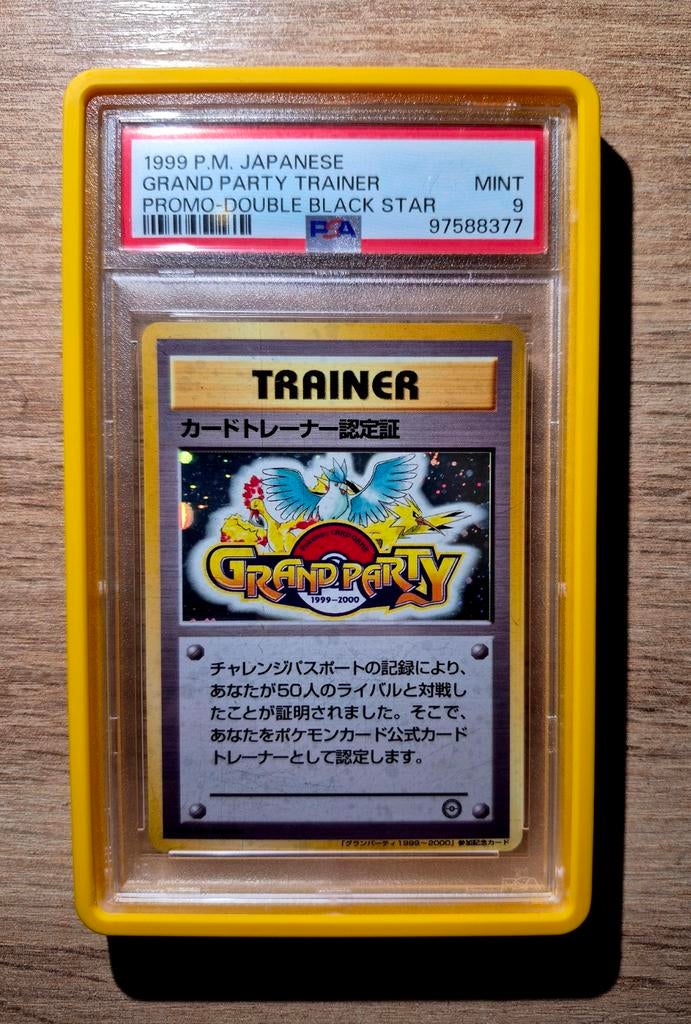 1999 P.M. JAPANESE
GRAND PARTY TRAINER MINT
PROMO-DOUBLE BLACK STAR 9
PSA 97588377
TRAINER
カードトレーナー認定証
POKÉMON CARD GAME
GRAND PARTY
1999-2000
チャレンジパスポートの記録により、
あなたが50人のライバルと対戦し
たことが証明されました。そこで、
あなたをポケモンカード公式カード
トレーナーとして認定します。
「グランパーティ1999〜2000」参加記念カード
PSA